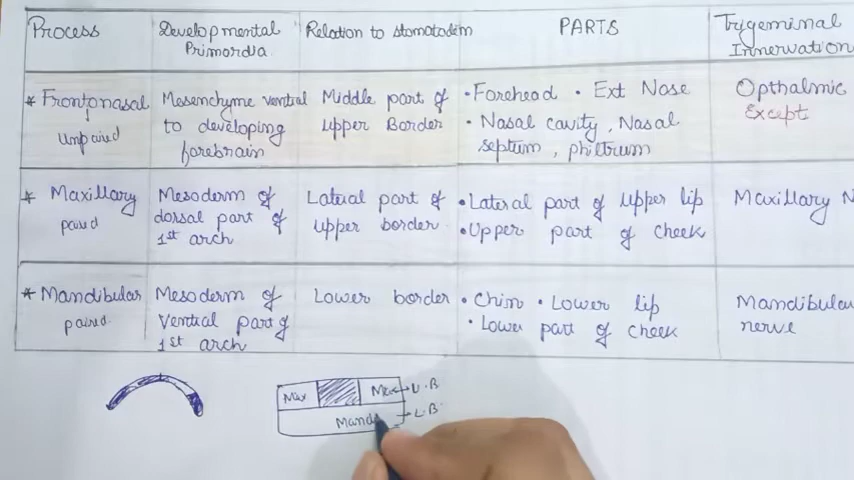 Process
Developmental
Primordia
Relation to stomatodeim
PARTS
Trigeminal
Innervation
* Frontonasal
Unpaired
Mesenchyme ventral
to developing
forebrain
Middle part of
Upper Border
• Forehead • Ext Nose
• Nasal cavity, Nasal
septum, philtrum
Opthalmic
Except
* Maxillary
paired
Mesoderm of
dorsal part of
1st arch
Lateral part of
upper border
• Lateral part of upper lip
• Upper part of cheek
Maxillary N
* Mandibular
paired
Mesoderm of
Ventral part of
1st arch
Lower border
• Chin • Lower lip
• Lower part of cheek
Mandibular
nerve
Max
Max
U.B
Mand
L.B